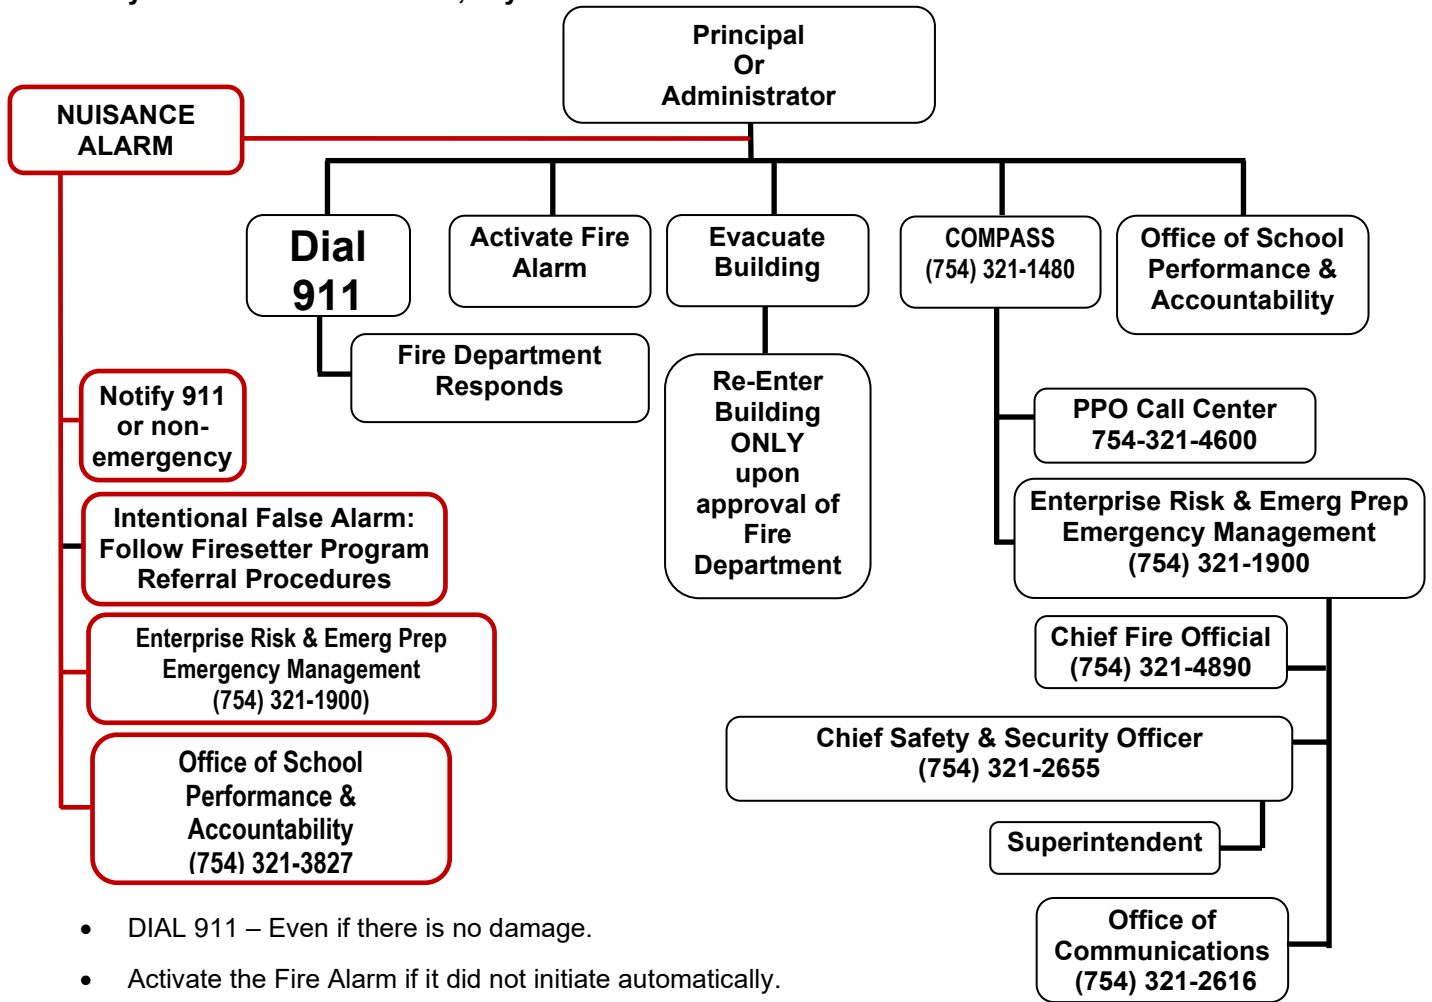 Principal
Or
Administrator
NUISANCE
ALARM
Dial
911
Activate Fire
Alarm
Evacuate
Building
COMPASS
(754) 321-1480
Office of School
Performance &
Accountability
Fire Department
Responds
Re-Enter
Building
ONLY
upon
approval of
Fire
Department
PPO Call Center
754-321-4600
Enterprise Risk & Emerg Prep
Emergency Management
(754) 321-1900
Chief Fire Official
(754) 321-4890
Chief Safety & Security Officer
(754) 321-2655
Superintendent
Office of
Communications
(754) 321-2616
Notify 911
or non-
emergency
Intentional False Alarm:
Follow Firesetter Program
Referral Procedures
Enterprise Risk & Emerg Prep
Emergency Management
(754) 321-1900)
Office of School
Performance &
Accountability
(754) 321-3827
• DIAL 911 – Even if there is no damage.
• Activate the Fire Alarm if it did not initiate automatically.